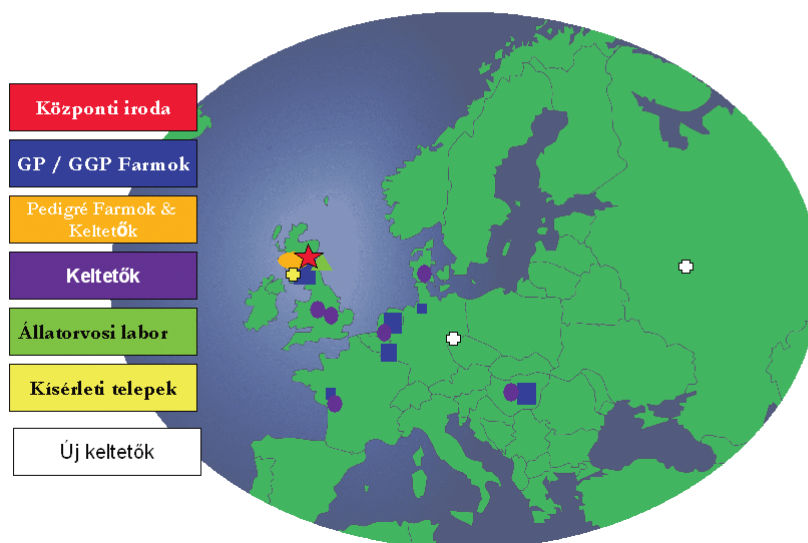 Központi iroda
GP / GGP Farmok
Pedigré Farmok &
Keltetők
Keltetők
Állatorvosi labor
Kísérleti telepek
Új keltetők